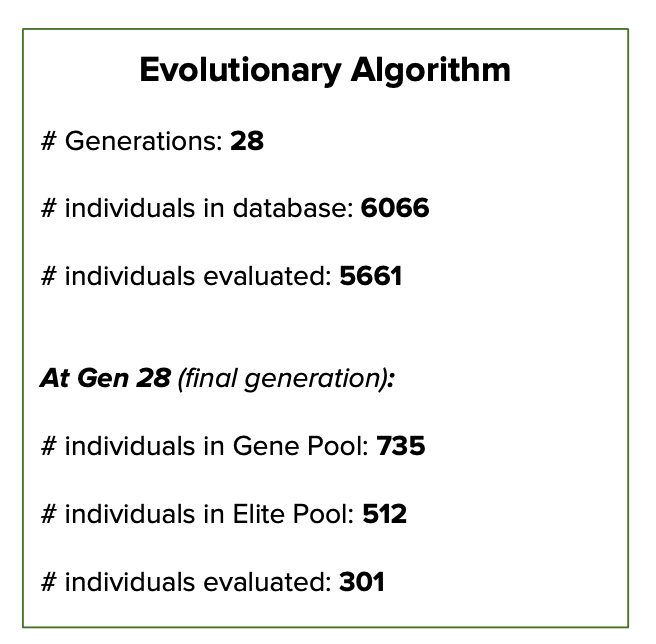 Evolutionary Algorithm
# Generations: 28
# individuals in database: 6066
# individuals evaluated: 5661
At Gen 28 (final generation):
# individuals in Gene Pool: 735
# individuals in Elite Pool: 512
# individuals evaluated: 301